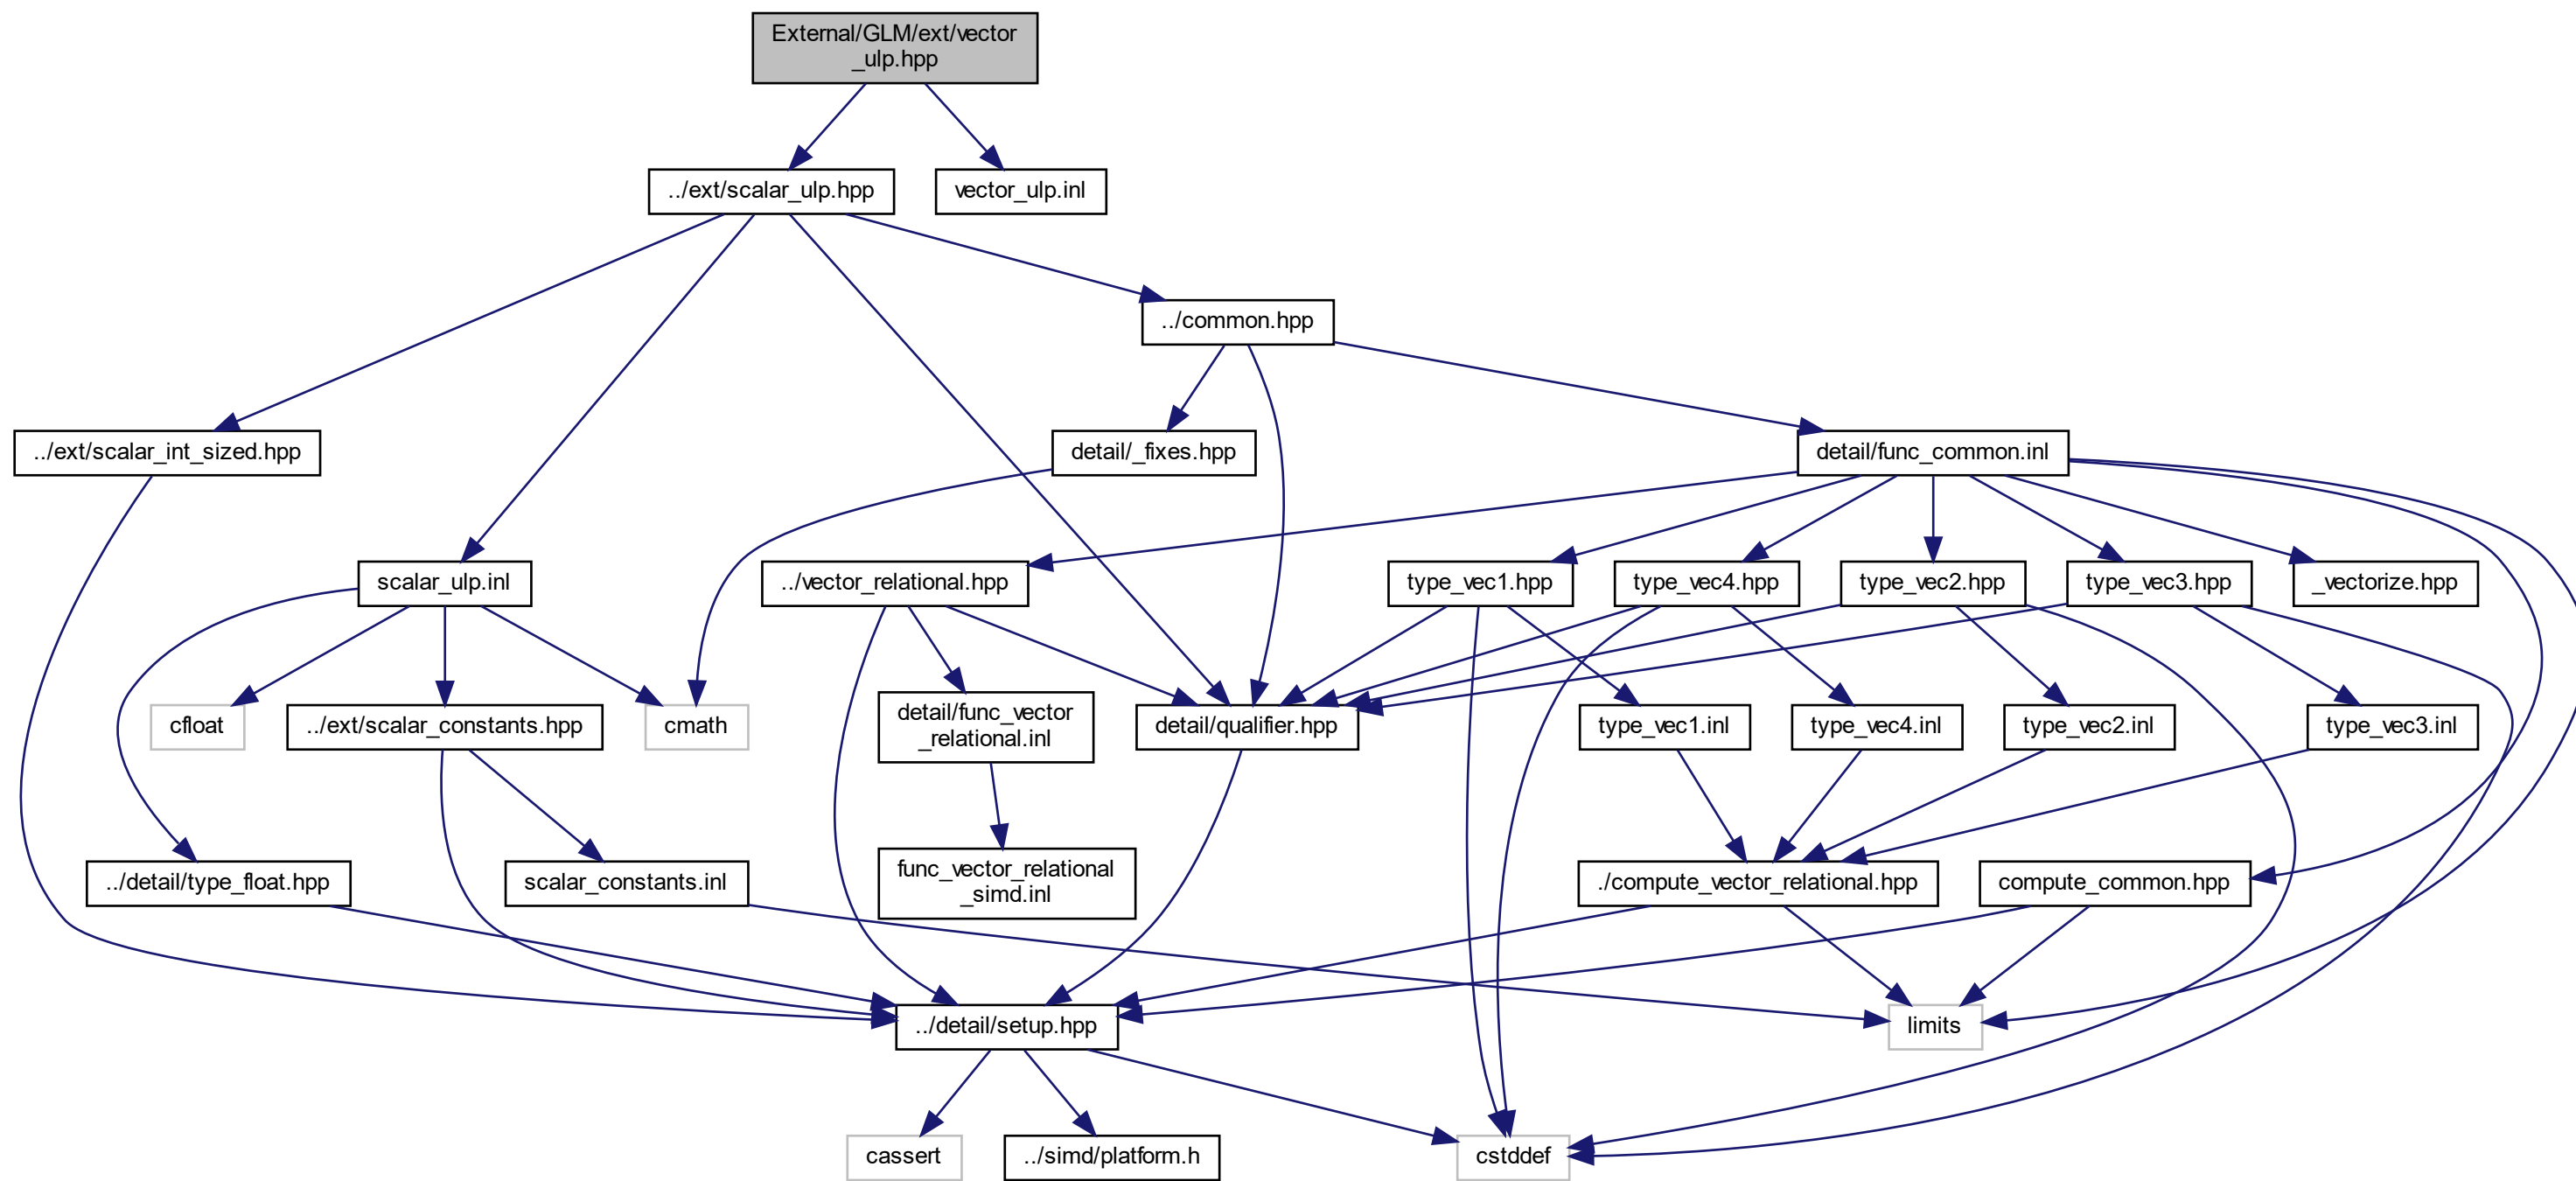 External/GLM/ext/vector
_ulp.hpp
../ext/scalar_ulp.hpp
vector_ulp.inl
../common.hpp
../ext/scalar_int_sized.hpp
detail/_fixes.hpp
detail/func_common.inl
scalar_ulp.inl
../vector_relational.hpp
type_vec1.hpp
type_vec4.hpp
type_vec2.hpp
type_vec3.hpp
_vectorize.hpp
cfloat
../ext/scalar_constants.hpp
cmath
detail/func_vector
_relational.inl
detail/qualifier.hpp
type_vec1.inl
type_vec4.inl
type_vec2.inl
type_vec3.inl
../detail/type_float.hpp
scalar_constants.inl
func_vector_relational
_simd.inl
./compute_vector_relational.hpp
compute_common.hpp
../detail/setup.hpp
limits
cassert
../simd/platform.h
cstddef